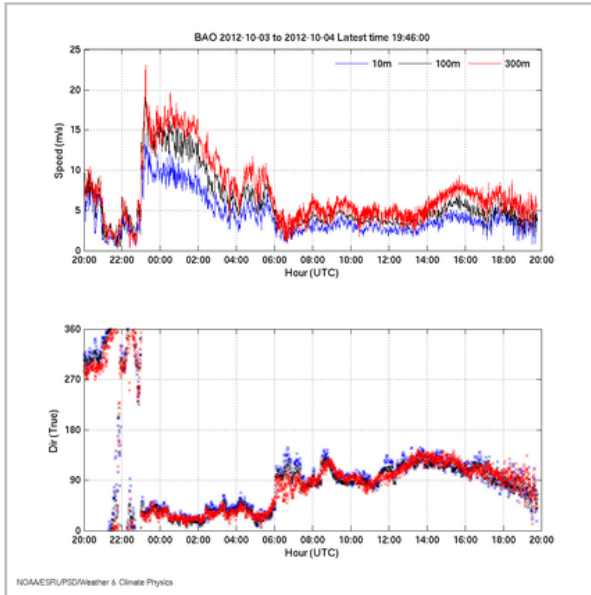 BAO 2012-10-03 to 2012-10-04 Latest time 19:46:00
25
20
15
10
5
0
Speed (m/s)
10m 100m 300m
20:00 22:00 00:00 02:00 04:00 06:00 08:00 10:00 12:00 14:00 16:00 18:00 20:00
Hour (UTC)
360
270
180
90
0
Dir (True)
20:00 22:00 00:00 02:00 04:00 06:00 08:00 10:00 12:00 14:00 16:00 18:00 20:00
Hour (UTC)
NOAA/ESRL/PSD/Weather & Climate Physics